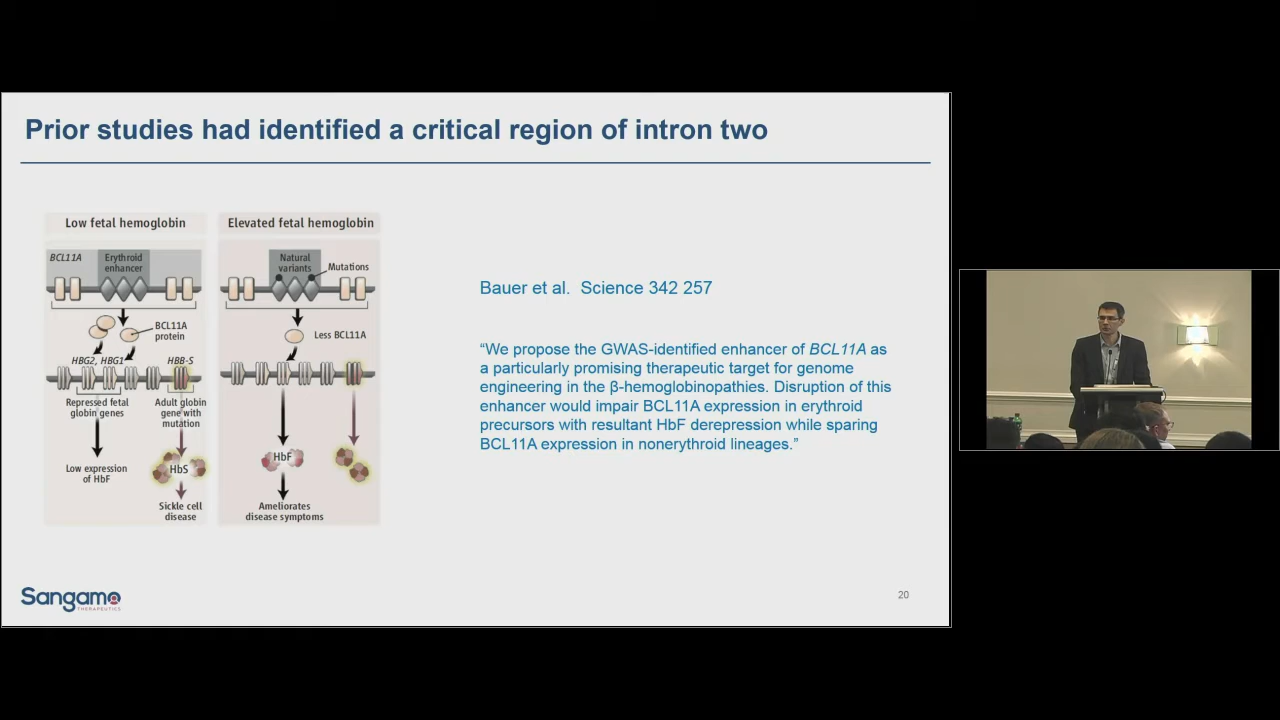 Prior studies had identified a critical region of intron two
Low fetal hemoglobin
BCL11A
Erythroid
enhancer
BCL11A
protein
HBG2, HBG1
HBB-S
Repressed fetal
globin genes
Adult globin
gene with
mutation
Low expression
of HbF
HbS
Sickle cell
disease
Elevated fetal hemoglobin
Natural
variants
Mutations
Less BCL11A
HbF
Ameliorates
disease symptoms
Bauer et al. Science 342 257
“We propose the GWAS-identified enhancer of BCL11A as
a particularly promising therapeutic target for genome
engineering in the β-hemoglobinopathies. Disruption of this
enhancer would impair BCL11A expression in erythroid
precursors with resultant HbF derepression while sparing
BCL11A expression in nonerythroid lineages.”
Sangamo
THERAPEUTICS
20